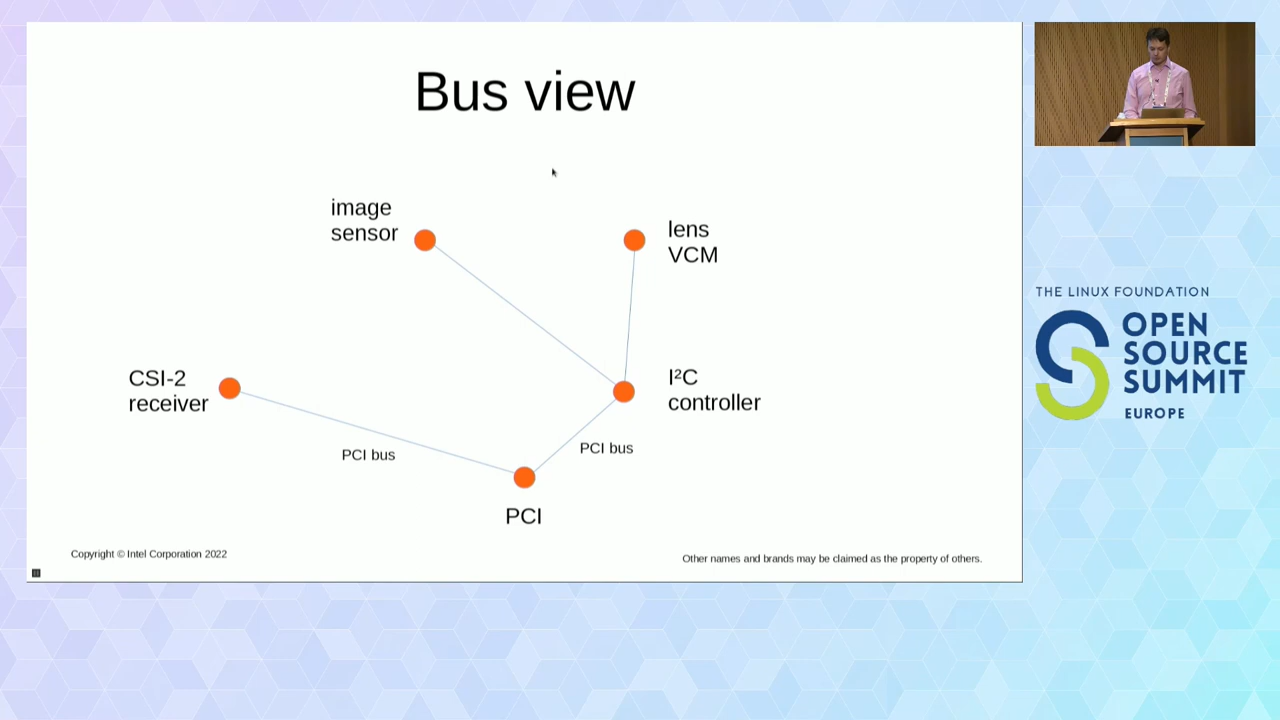 Bus view
image
sensor
lens
VCM
CSI-2
receiver
I²C
controller
PCI bus
PCI bus
PCI
Copyright © Intel Corporation 2022
Other names and brands may be claimed as the property of others.
THE LINUX FOUNDATION
OPEN
SOURCE
SUMMIT
EUROPE